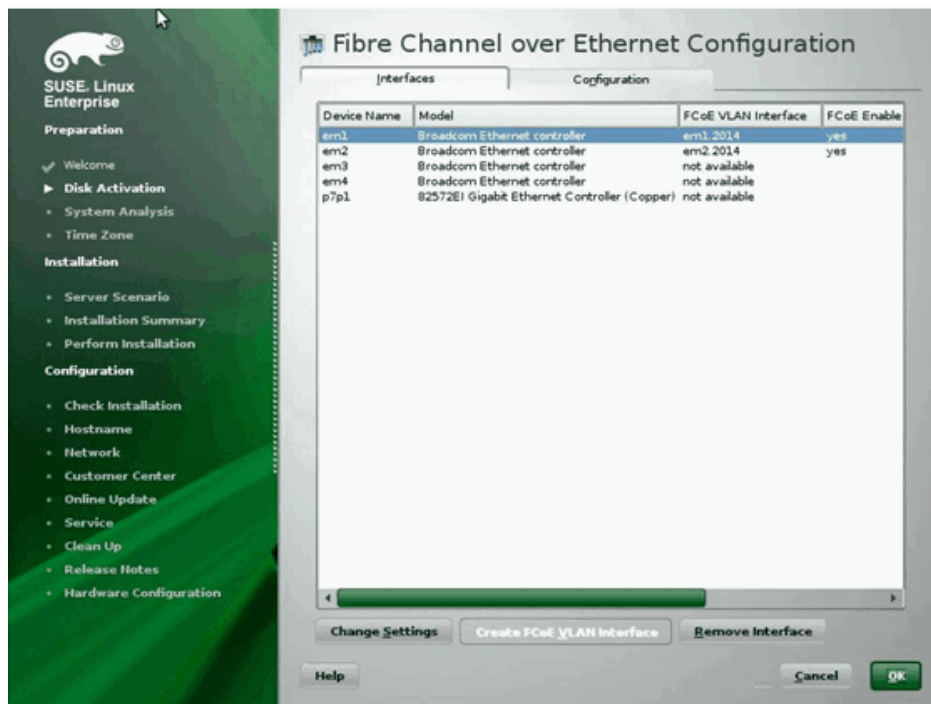 SUSE. Linux
Enterprise
Preparation
Welcome
Disk Activation
System Analysis
Time Zone
Installation
Server Scenario
Installation Summary
Perform Installation
Configuration
Check Installation
Hostname
Network
Customer Center
Online Update
Service
Clean Up
Release Notes
Hardware Configuration
Fibre Channel over Ethernet Configuration
Interfaces Configuration
Device Name Model FCoE VLAN Interface FCoE Enable
em1 Broadcom Ethernet controller em1.2014 yes
em2 Broadcom Ethernet controller em2.2014 yes
em3 Broadcom Ethernet controller not available
em4 Broadcom Ethernet controller not available
p7p1 82572EI Gigabit Ethernet Controller (Copper) not available
Change Settings Create FCoE VLAN Interface Remove Interface
Help Cancel OK